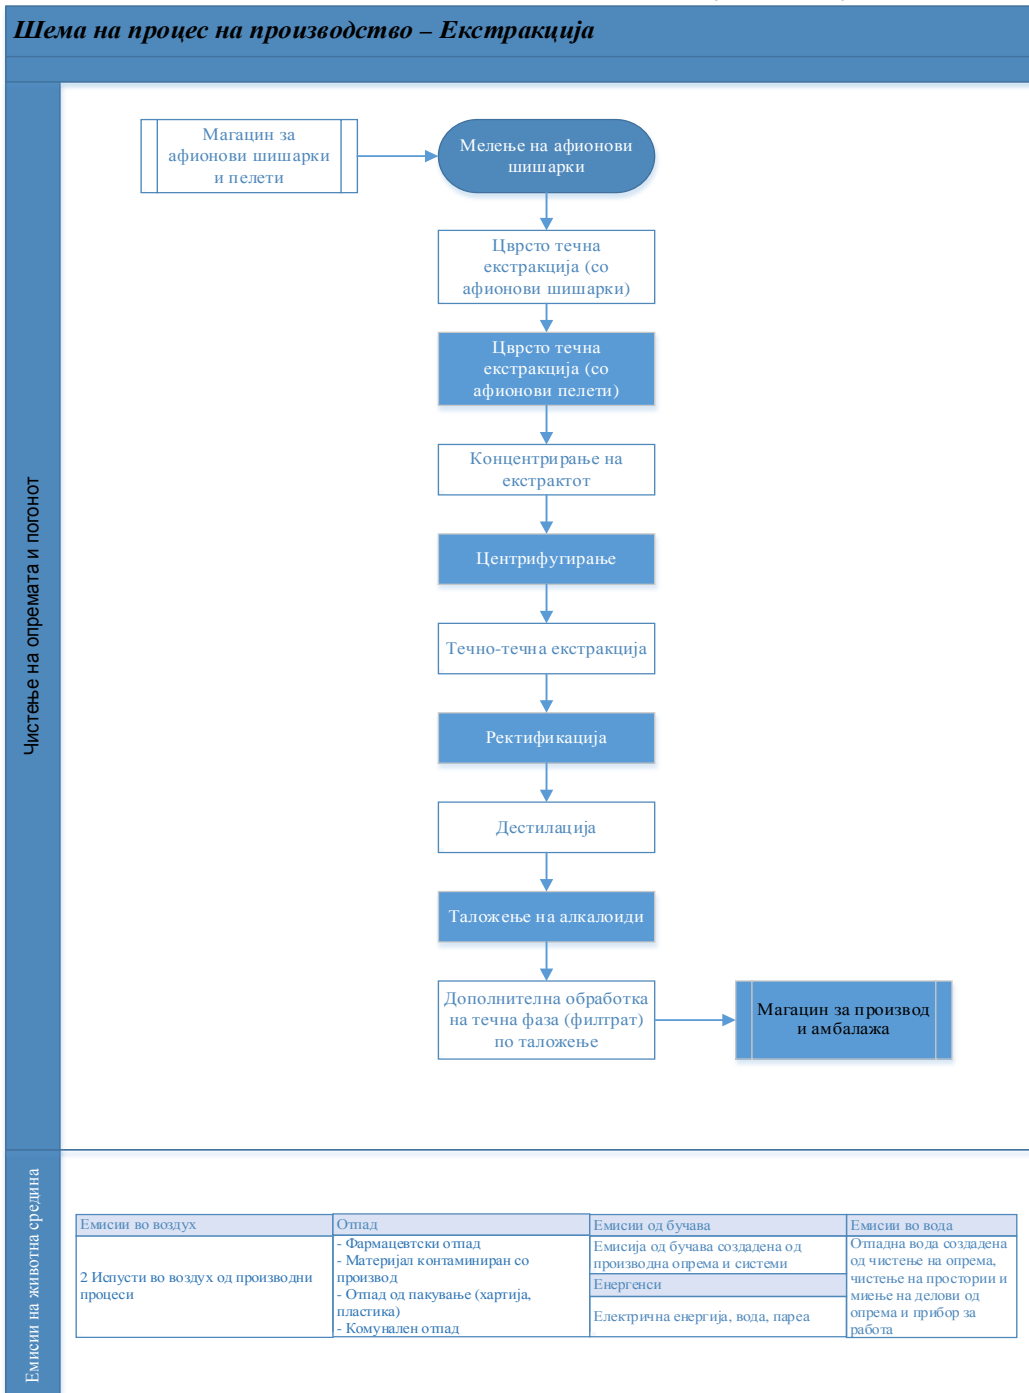 Шема на процес на производство – Екстракција
Чистење на опремата и погонот
Магацин за
афионови шишарки
и пелети
Мелење на афионови
шишарки
Цврсто течна
екстракција (со
афионови шишарки)
Цврсто течна
екстракција (со
афионови пелети)
Концентрирање на
екстрактот
Центрифугирање
Течно-течна екстракција
Ректификација
Дестилација
Таложење на алкалоиди
Дополнителна обработка
на течна фаза (филтрат)
по таложење
Магацин за производ
и амбалажа
Емисии на животна средина
Емисии во воздух
2 Испусти во воздух од производни
процеси
Отпад
- Фармацевтски отпад
- Материјал контаминиран со
производ
- Отпад од пакување (хартија,
пластика)
- Комунален отпад
Емисии од бучава
Емисија од бучава создадена од
производна опрема и системи
Енергенси
Електрична енергија, вода, пареа
Емисии во вода
Отпадна вода создадена
од чистење на опрема,
чистење на простории и
миење на делови од
опрема и прибор за
работа